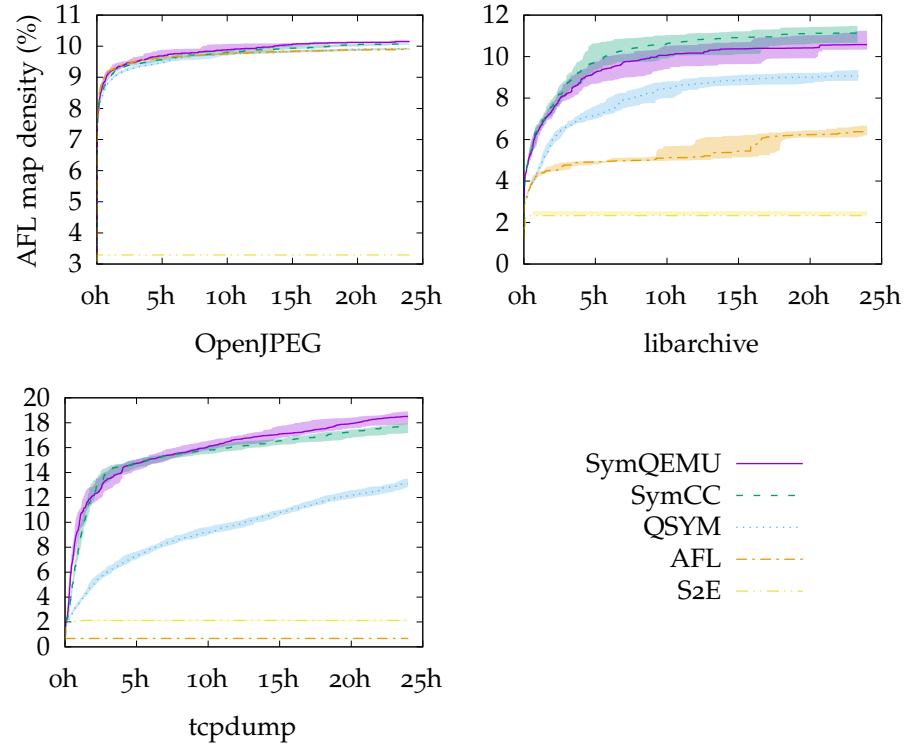 AFL map density (%)
11
10
9
8
7
6
5
4
3
0h 5h 10h 15h 20h 25h
OpenJPEG
12
10
8
6
4
2
0
0h 5h 10h 15h 20h 25h
libarchive
20
18
16
14
12
10
8
6
4
2
0
0h 5h 10h 15h 20h 25h
tcpdump
SymQEMU
SymCC
QSYM
AFL
S2E